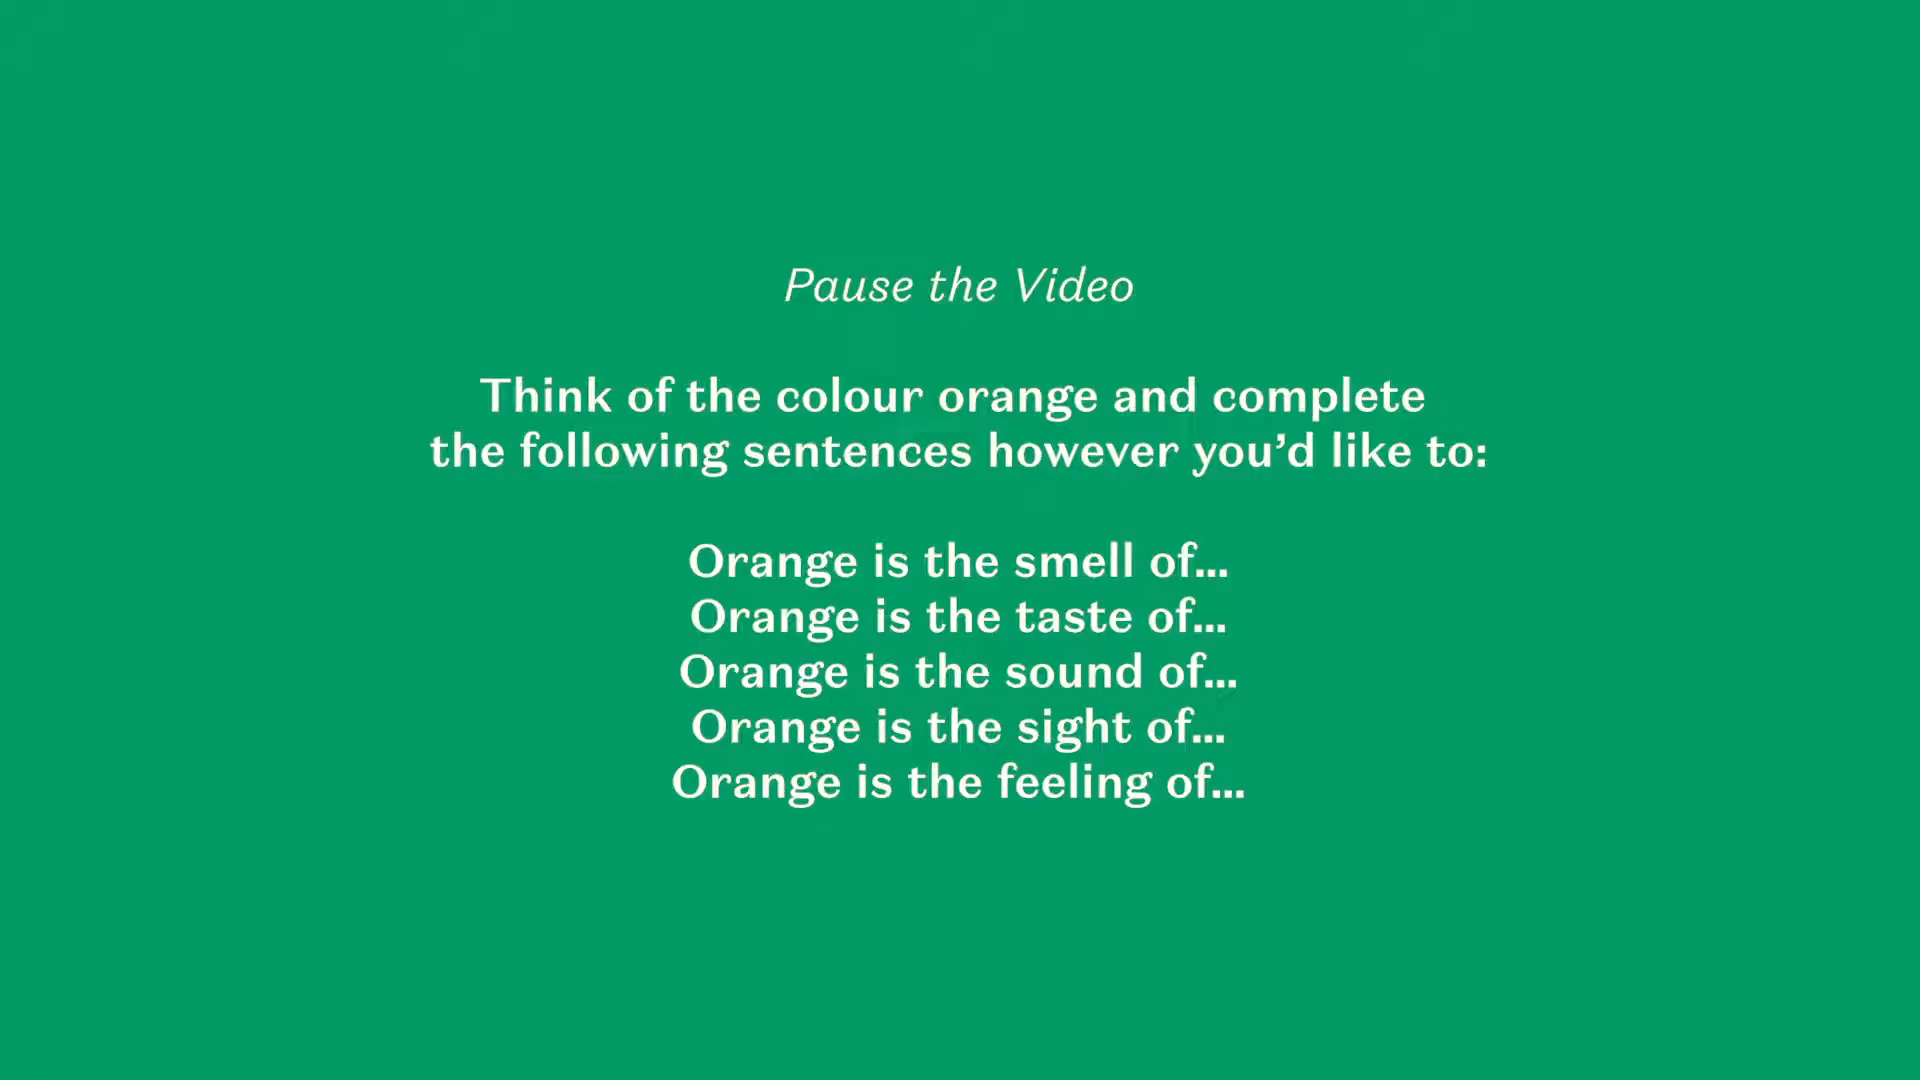 Pause the Video
Think of the colour orange and complete
the following sentences however you’d like to:
Orange is the smell of...
Orange is the taste of...
Orange is the sound of...
Orange is the sight of...
Orange is the feeling of...